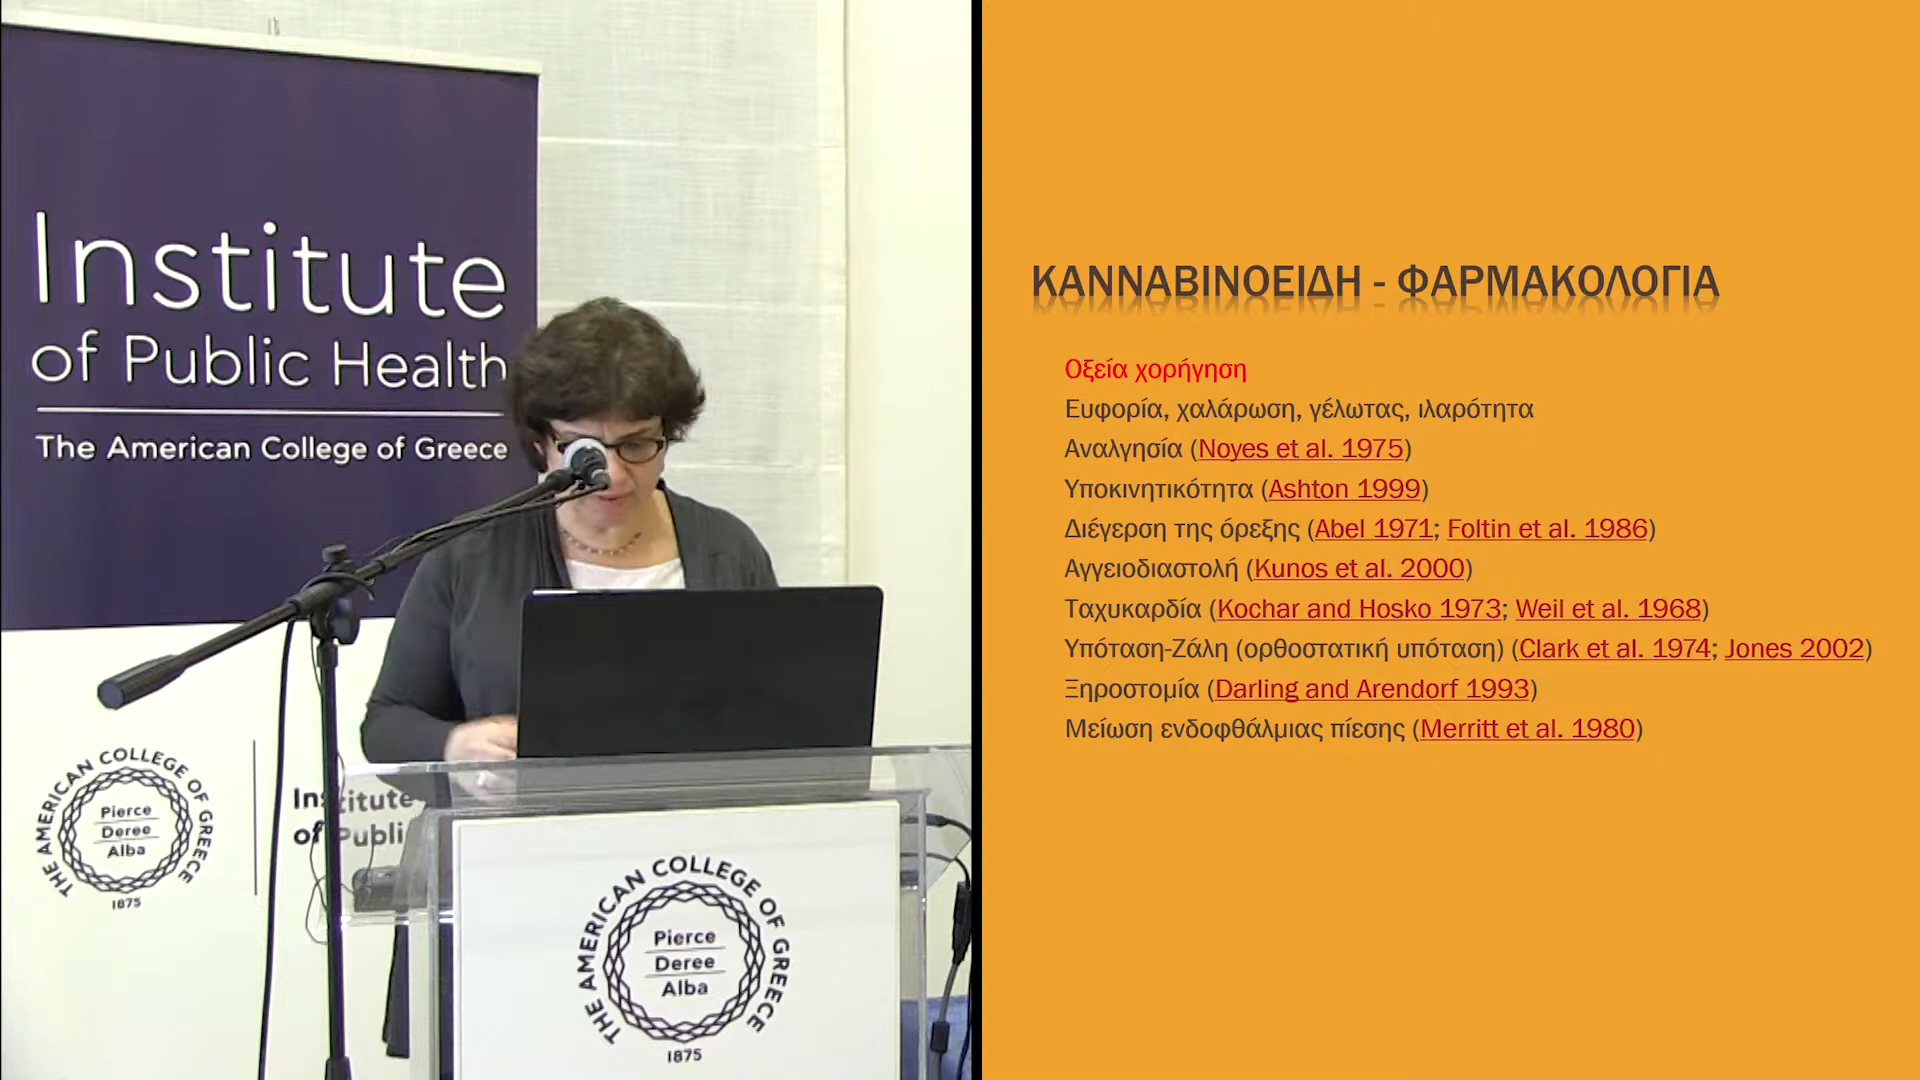 Institute
of Public Health
The American College of Greece
THE AMERICAN COLLEGE OF GREECE
Pierce
Deree
Alba
1875
Institute
of Publi
THE AMERICAN COLLEGE OF GREECE
Pierce
Deree
Alba
1875
ΚΑΝΝΑΒΙΝΟΕΙΔΗ - ΦΑΡΜΑΚΟΛΟΓΙΑ
Οξεία χορήγηση
Ευφορία, χαλάρωση, γέλωτας, ιλαρότητα
Αναλγησία (Noyes et al. 1975)
Υποκινητικότητα (Ashton 1999)
Διέγερση της όρεξης (Abel 1971; Foltin et al. 1986)
Αγγειοδιαστολή (Kunos et al. 2000)
Ταχυκαρδία (Kochar and Hosko 1973; Weil et al. 1968)
Υπόταση-Ζάλη (ορθοστατική υπόταση) (Clark et al. 1974; Jones 2002)
Ξηροστομία (Darling and Arendorf 1993)
Μείωση ενδοφθάλμιας πίεσης (Merritt et al. 1980)